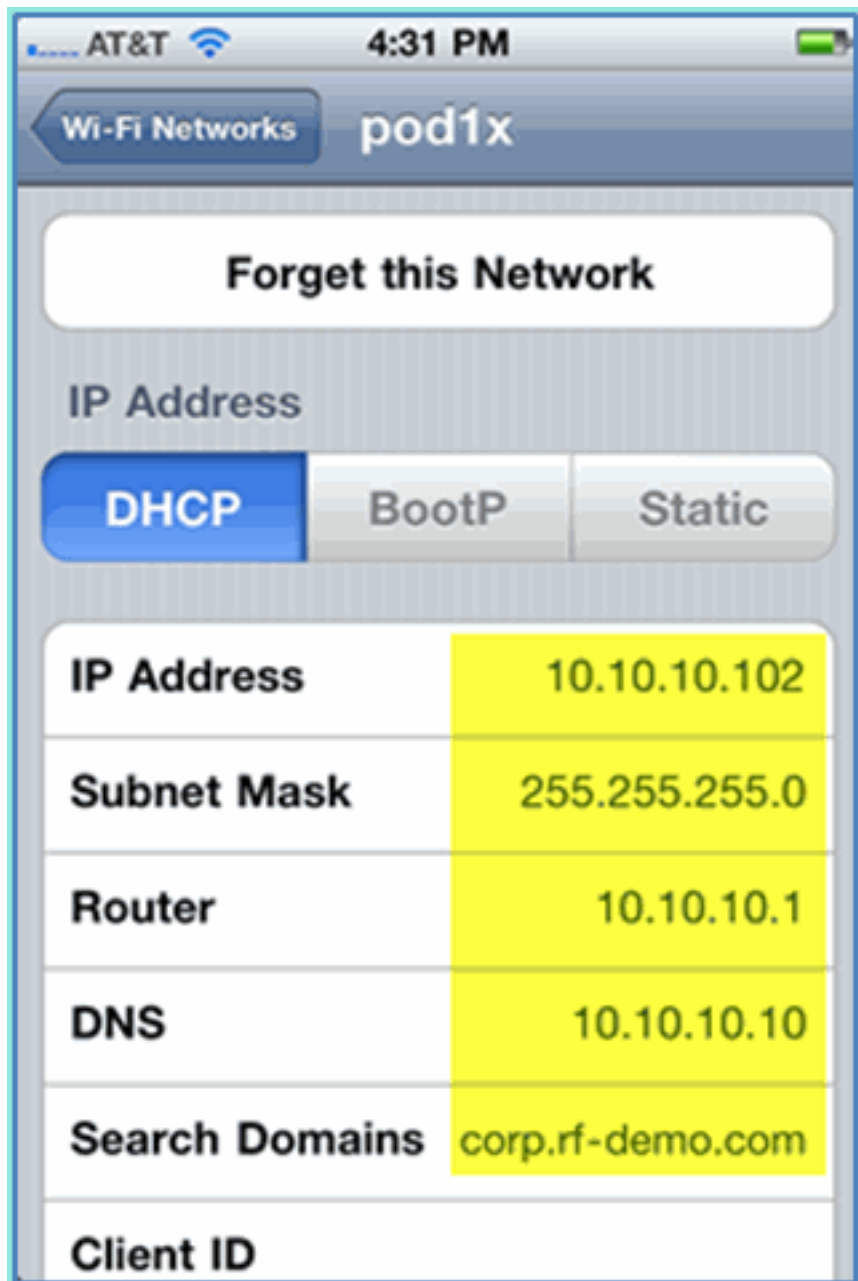 AT&T 4:31 PM
Wi-Fi Networks pod1x
Forget this Network
IP Address
DHCP BootP Static
IP Address 10.10.10.102
Subnet Mask 255.255.255.0
Router 10.10.10.1
DNS 10.10.10.10
Search Domains corp.rf-demo.com
Client ID